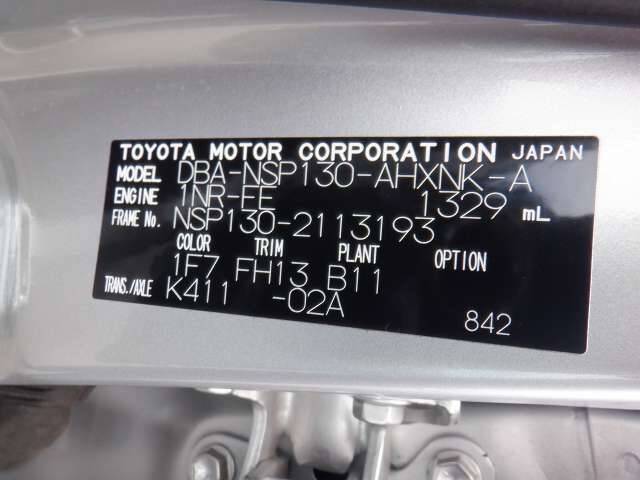 TOYOTA MOTOR CORPORATION JAPAN
MODEL DBA-NSP130-AHXNK-A
ENGINE 1NR-FE 1329 mL
FRAME No. NSP130-2113193
COLOR TRIM PLANT OPTION
1F7 FH13 B11
TRANS./AXLE K411 -02A
842